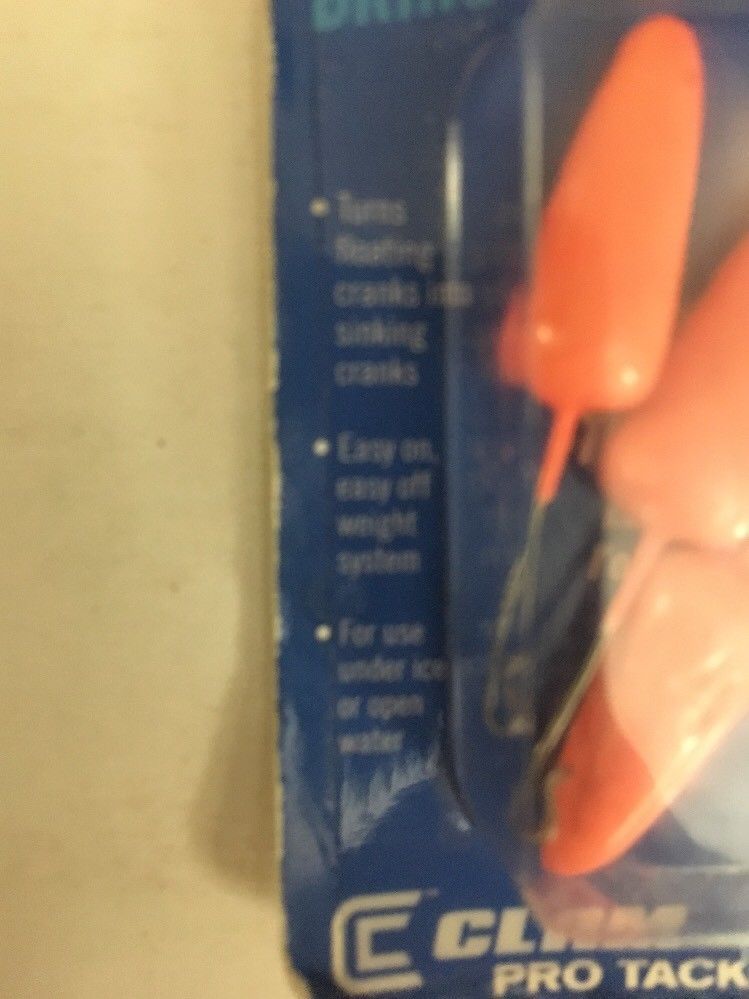 • Turns
floating
cranks into
sinking
cranks
• Easy on,
easy off
weight
system
• For use
under ice
or open
water
CLAM
PRO TACK